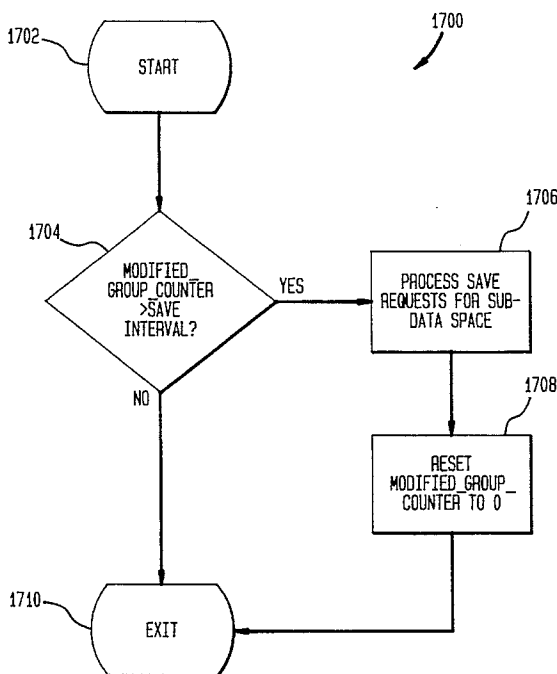 1702
START
1700
1704
MODIFIED_
GROUP_COUNTER
>SAVE
INTERVAL?
YES
NO
1706
PROCESS SAVE
REQUESTS FOR SUB-
DATA SPACE
1708
RESET
MODIFIED_GROUP_
COUNTER TO 0
1710
EXIT